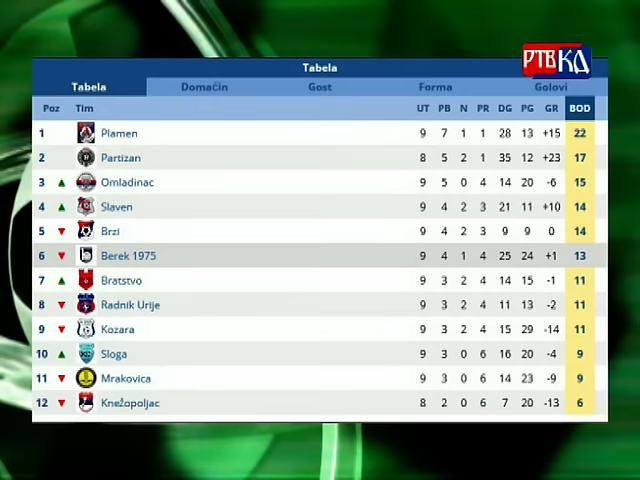 РТВ КД
Tabela
Tabela Domaćin Gost Forma Golovi
Poz Tim UT PB N PR DG PG GR BOD
1 Plamen 9 7 1 1 28 13 +15 22
2 Partizan 8 5 2 1 35 12 +23 17
3 Omladinac 9 5 0 4 14 20 -6 15
4 Slaven 9 4 2 3 21 11 +10 14
5 Brzi 9 4 2 3 9 9 0 14
6 Berek 1975 9 4 1 4 25 24 +1 13
7 Bratstvo 9 3 2 4 14 15 -1 11
8 Radnik Urije 9 3 2 4 11 13 -2 11
9 Kozara 9 3 2 4 15 29 -14 11
10 Sloga 9 3 0 6 16 20 -4 9
11 Mrakovica 9 3 0 6 14 23 -9 9
12 Knežopoljac 8 2 0 6 7 20 -13 6